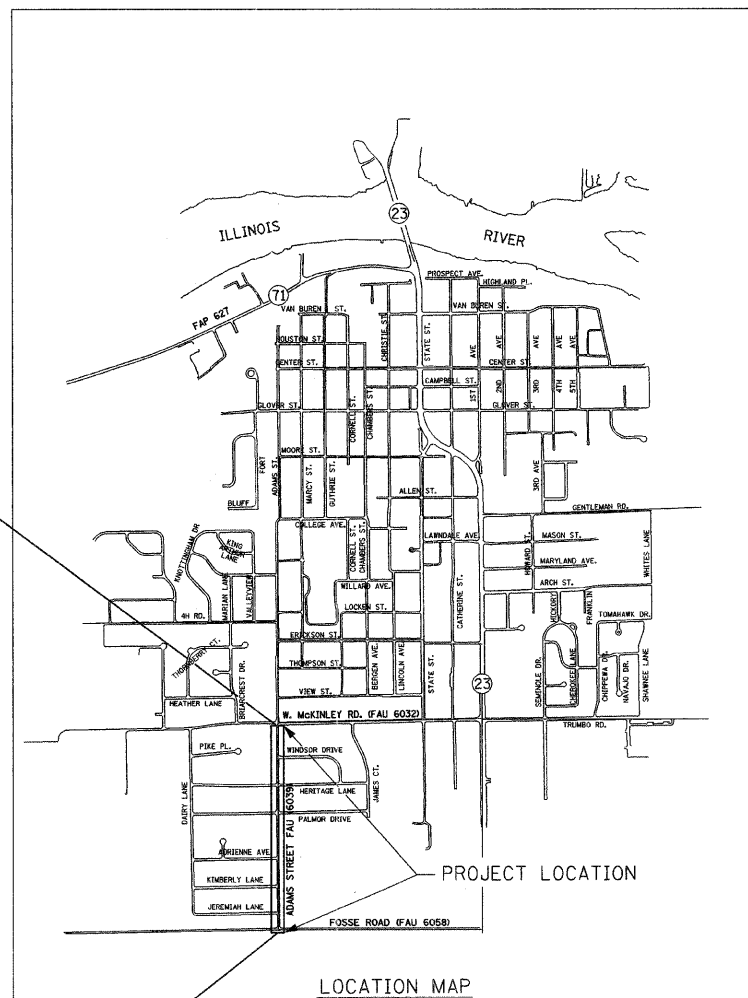 ILLINOIS
RIVER
23
71
FAP 627
PROSPECT AVE.
HIGHLAND PL.
VAN BUREN ST.
VAN BUREN ST.
HOUSTON ST.
CHRISTIE ST.
STATE ST.
1ST AVE
2ND AVE
3RD AVE
4TH AVE
5TH AVE
CENTER ST.
CENTER ST.
CAMPBELL ST.
GLOVER ST.
GLOVER ST.
CORNELL ST.
CHAMBERS ST.
MOORE ST.
FORT
ADAMS ST.
MARCY ST.
GUTHRIE ST.
3RD AVE
BLUFF
ALLEN ST.
GENTLEMAN RD.
COLLEGE AVE.
CORNELL ST.
CHAMBERS ST.
LAWNDALE AVE.
HOWARD ST.
MASON ST.
MARYLAND AVE.
ARCH ST.
WHITES LANE
KNOTTINGHAM DR
KING
LANE
MARIAN LANE
VALLEYVIEW
WILLARD AVE.
LOCKEN ST.
CATHERINE ST.
HICKORY
FRANKLIN
TOMAHAWK DR.
4H RD.
ERICKSON ST.
THORNBERRY CT.
THOMPSON ST.
BERGEN AVE.
LINCOLN AVE.
STATE ST.
23
SEMINOLE DR.
CHEROKEE LANE
CHIPPEWA DR.
NAVAJO DR.
SHAWNEE LANE
BRIARCREST DR.
VIEW ST.
HEATHER LANE
W. McKINLEY RD. (FAU 6032)
TRUMBO RD.
PIKE PL.
WINDSOR DRIVE
DAIRY LANE
HERITAGE LANE
JAMES CT.
PALMOR DRIVE
ADAMS STREET FAU (6039)
ADRIENNE AVE.
KIMBERLY LANE
JEREMIAH LANE
PROJECT LOCATION
FOSSE ROAD (FAU 6058)
LOCATION MAP